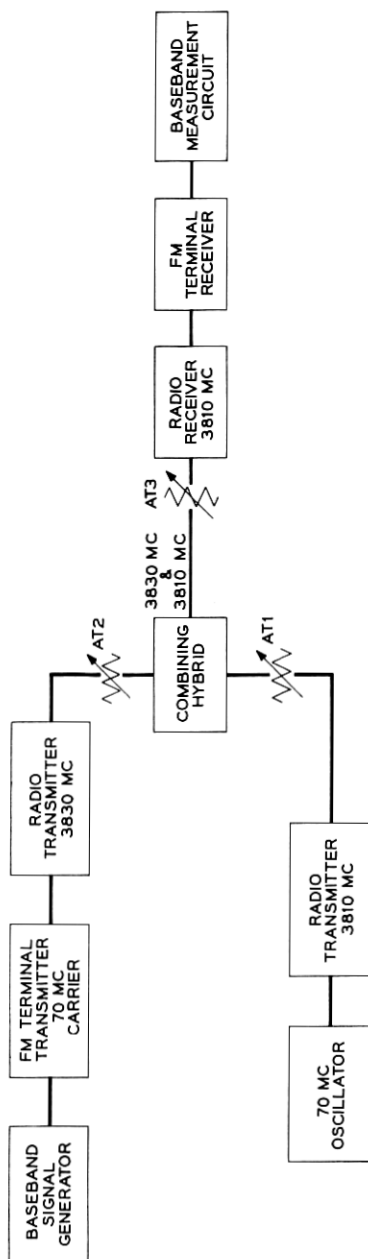 BASEBAND
SIGNAL
GENERATOR
FM TERMINAL
TRANSMITTER
70 MC
CARRIER
RADIO
TRANSMITTER
3830 MC
AT2
70 MC
OSCILLATOR
RADIO
TRANSMITTER
3810 MC
AT1
COMBINING
HYBRID
3830 MC
&
3810 MC
AT3
RADIO
RECEIVER
3810 MC
FM
TERMINAL
RECEIVER
BASEBAND
MEASUREMENT
CIRCUIT